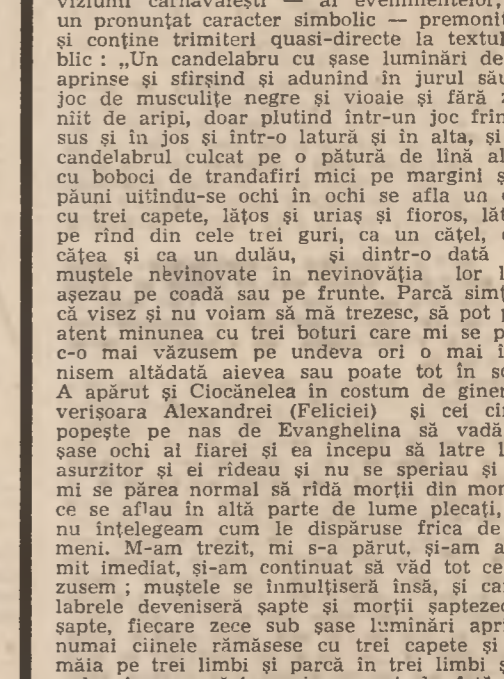 viziunii carnavalești — al evenimentelor,
un pronunțat caracter simbolic — premonit
și conține trimiteri quasi-directe la textul
blic : „Un candelabru cu șase luminări de
aprinse și sfîrșind și adunînd în jurul său
joc de musculițe negre și vioaie și fără z
nîit de aripi, doar plutind într-un joc frîn
sus și în jos și într-o latură și în alta, și
candelabrul culcat pe o pătură de lînă al
cu boboci de trandafiri mici pe margini ș
păuni uitîndu-se ochi în ochi se afla un c
cu trei capete, lățos și uriaș și fioros, lăt
pe rînd din cele trei guri, ca un cățel, c
cățea și ca un dulău, și dintr-o dată
muștele nevinovate în nevinovăția lor l
așezau pe coadă sau pe frunte. Parcă simț
că visez și nu voiam să mă trezesc, să pot p
atent minunea cu trei boturi care mi se p
c-o mai văzusem pe undeva ori o mai î
nisem altădată aievea sau poate tot în so
A apărut și Ciocănelea în costum de giner
verișoara Alexandrei (Feliciei) și cei cîn
popește pe nas de Evanghelina să vadă
șase ochi ai fiarei și ea începu să latre l
asurzitor și ei rîdeau și nu se speriau și
mi se părea normal să rîdă morții din mor
ce se aflau în altă parte de lume plecați,
nu înțelegeam cum le dispăruse frica de
meni. M-am trezit, mi s-a părut, și-am a
mit imediat, și-am continuat să văd tot ce
zusem ; muștele se înmulțiseră însă, și can
labrele deveniseră șapte și morții șaptezec
șapte, fiecare zece sub șase lumînări apri
numai cîinele rămăsese cu trei capete și
măia pe trei limbi și parcă în trei limbi ș